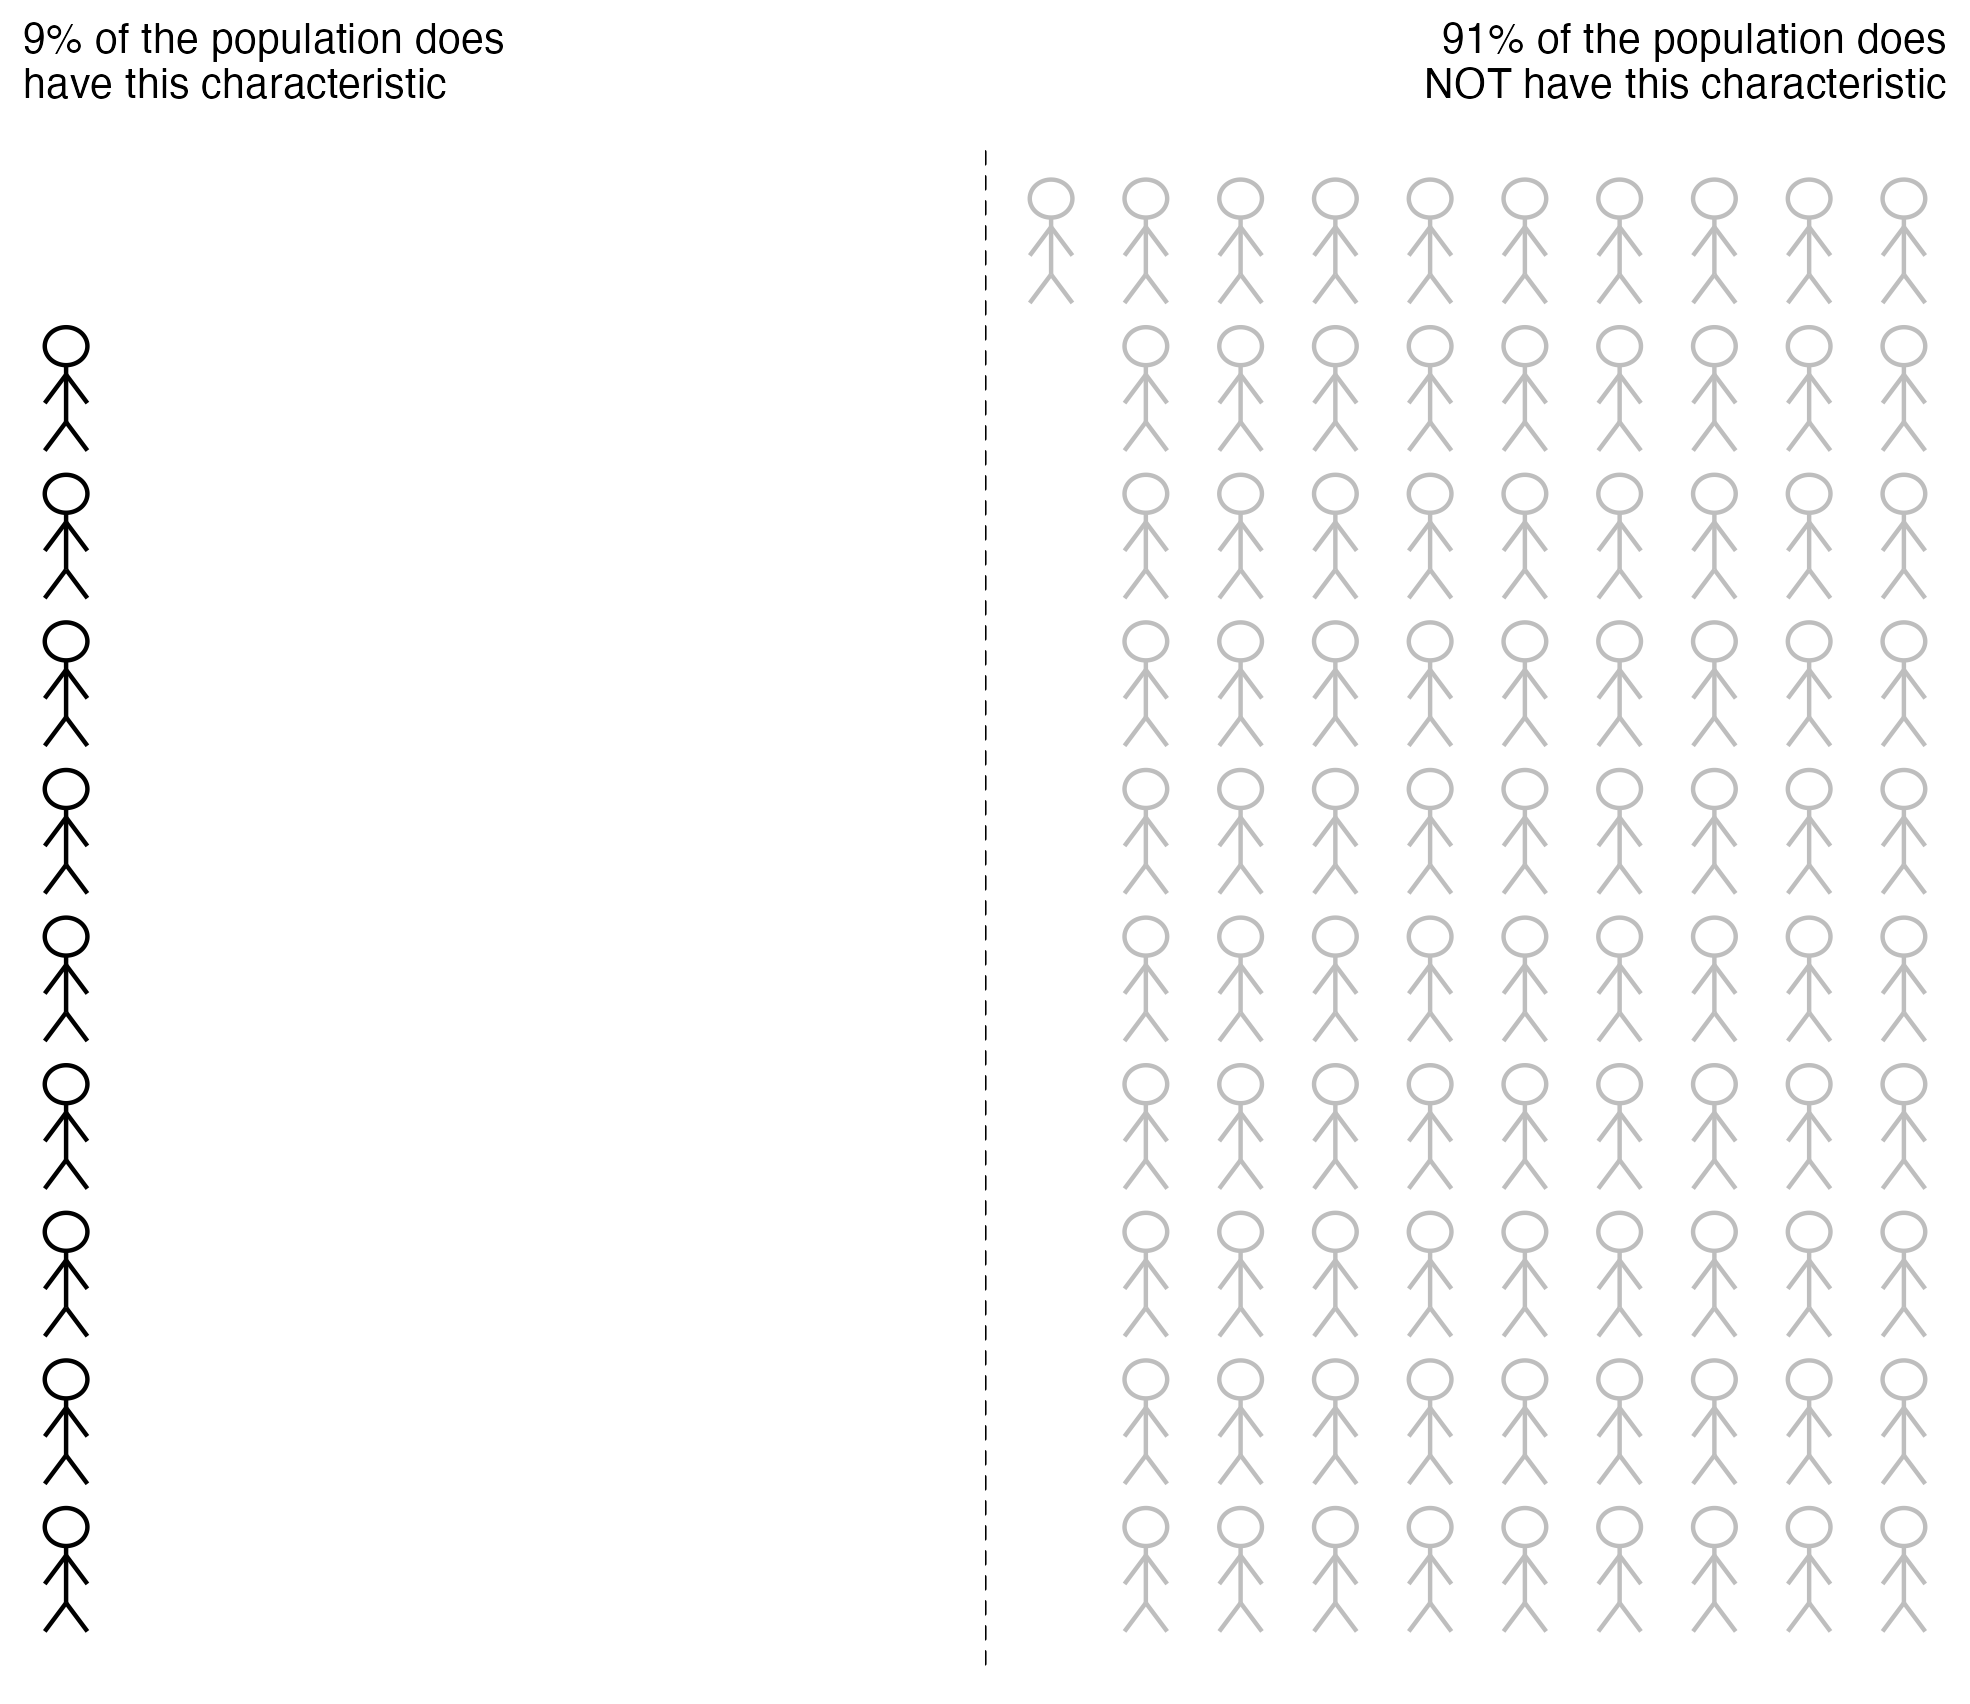 9% of the population does
have this characteristic
91% of the population does
NOT have this characteristic